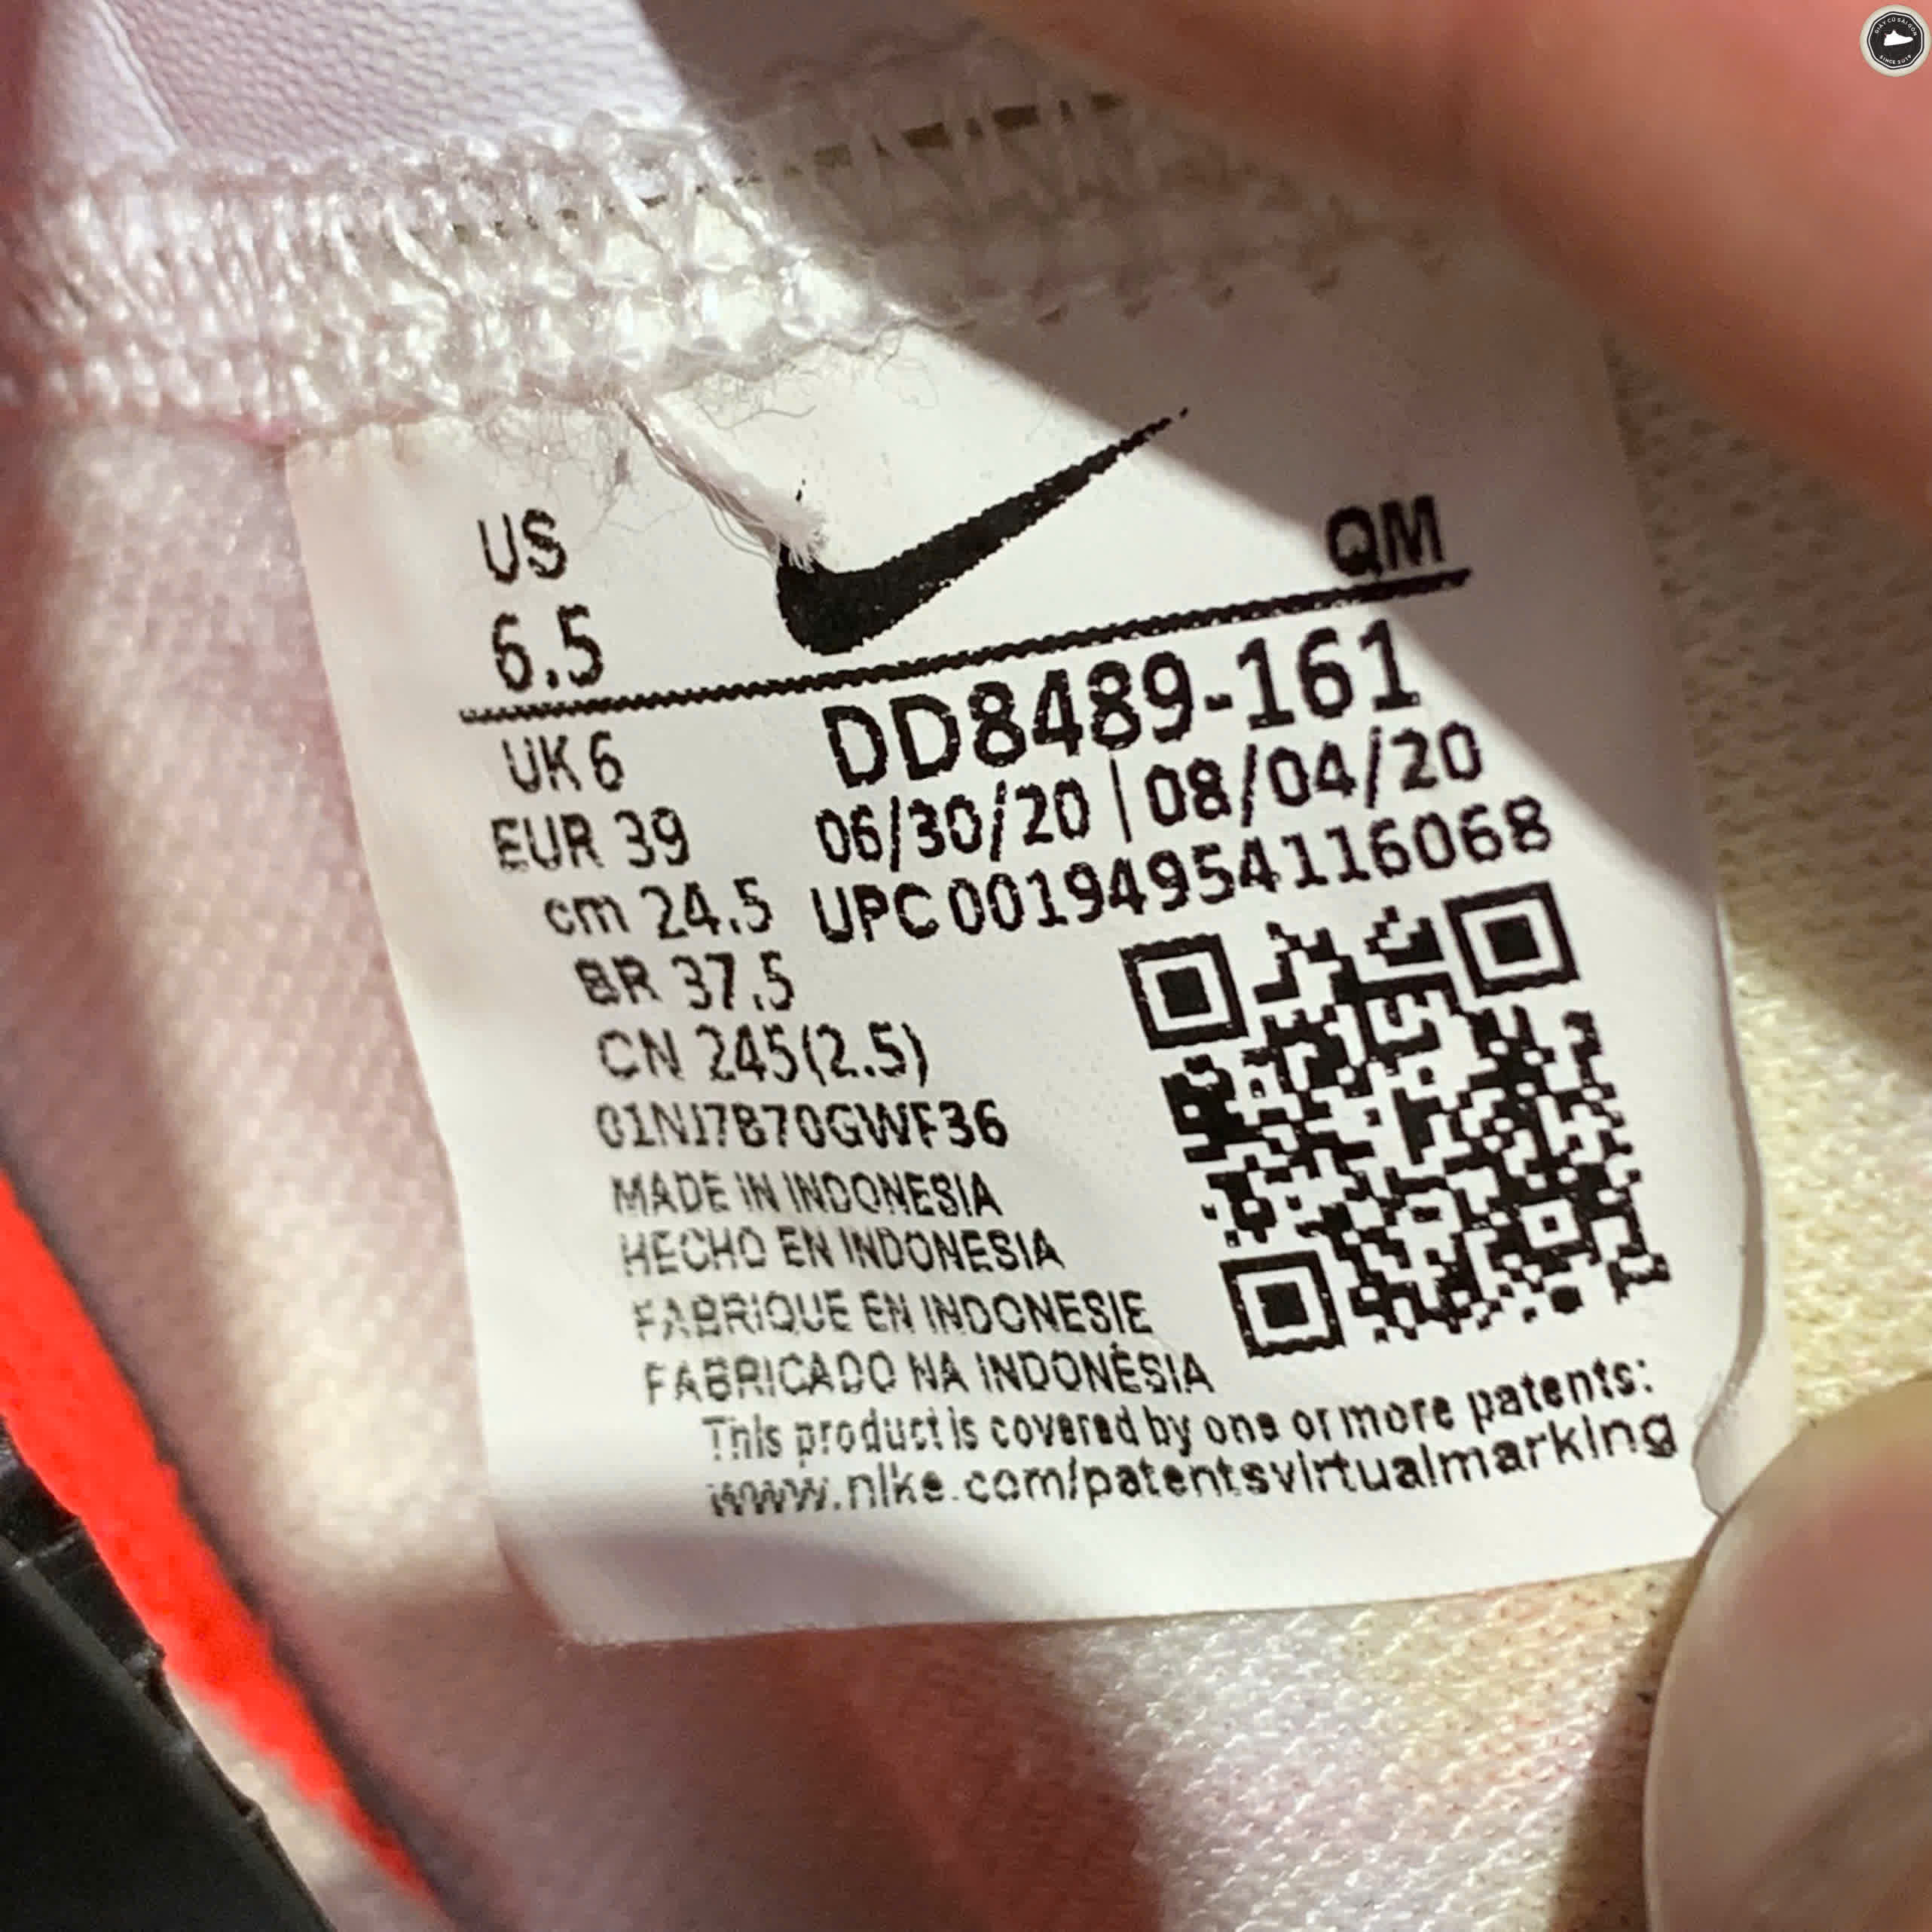 US
6.5
QM
UK 6
EUR 39
cm 24.5
BR 37.5
CN 245(2.5)
DD8489-161
06/30/20 | 08/04/20
UPC 00194954116068
01NJ7B70GWF36
MADE IN INDONESIA
HECHO EN INDONESIA
FABRIQUE EN INDONESIE
FABRICADO NA INDONÉSIA
This product is covered by one or more patents:
www.nike.com/patentsvirtualmarking
SINCE 2019